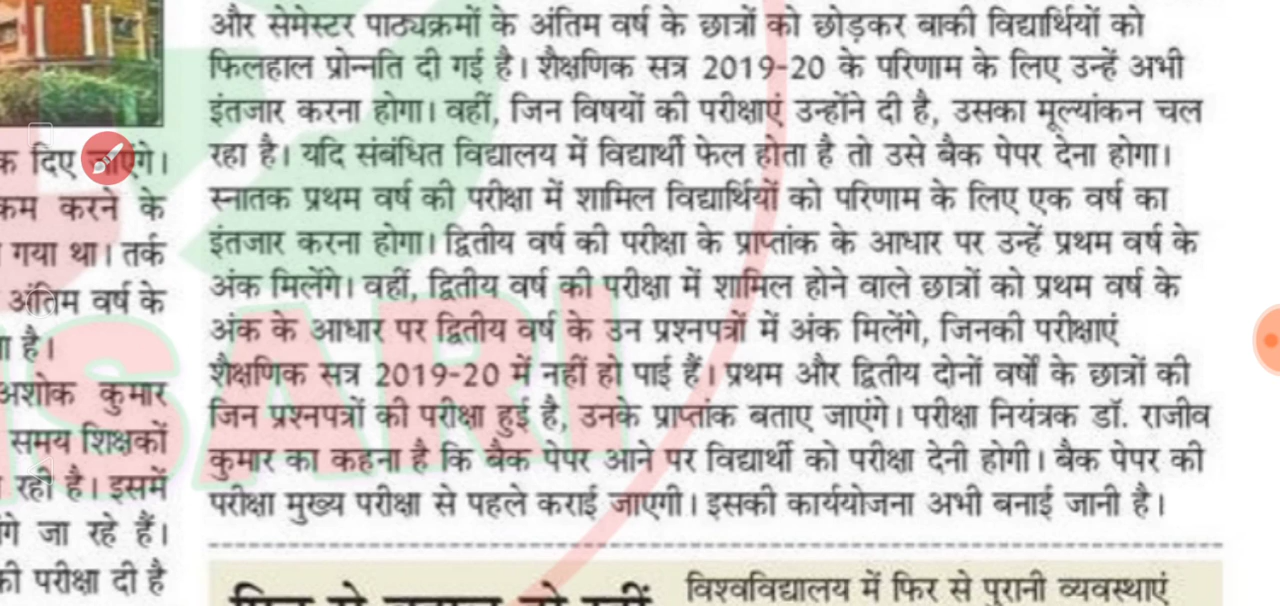 क दिए जाएंगे।
कम करने के
गया था। तर्क
अंतिम वर्ष के
ा है।
अशोक कुमार
समय शिक्षकों
रहा है। इसमें
गे जा रहे हैं।
की परीक्षा दी है
और सेमेस्टर पाठ्यक्रमों के अंतिम वर्ष के छात्रों को छोड़कर बाकी विद्यार्थियों को
फिलहाल प्रोन्नति दी गई है। शैक्षणिक सत्र 2019-20 के परिणाम के लिए उन्हें अभी
इंतजार करना होगा। वहीं, जिन विषयों की परीक्षाएं उन्होंने दी है, उसका मूल्यांकन चल
रहा है। यदि संबंधित विद्यालय में विद्यार्थी फेल होता है तो उसे बैक पेपर देना होगा।
स्नातक प्रथम वर्ष की परीक्षा में शामिल विद्यार्थियों को परिणाम के लिए एक वर्ष का
इंतजार करना होगा। द्वितीय वर्ष की परीक्षा के प्राप्तांक के आधार पर उन्हें प्रथम वर्ष के
अंक मिलेंगे। वहीं, द्वितीय वर्ष की परीक्षा में शामिल होने वाले छात्रों को प्रथम वर्ष के
अंक के आधार पर द्वितीय वर्ष के उन प्रश्नपत्रों में अंक मिलेंगे, जिनकी परीक्षाएं
शैक्षणिक सत्र 2019-20 में नहीं हो पाई हैं। प्रथम और द्वितीय दोनों वर्षों के छात्रों की
जिन प्रश्नपत्रों की परीक्षा हुई है, उनके प्राप्तांक बताए जाएंगे। परीक्षा नियंत्रक डॉ. राजीव
कुमार का कहना है कि बैक पेपर आने पर विद्यार्थी को परीक्षा देनी होगी। बैक पेपर की
परीक्षा मुख्य परीक्षा से पहले कराई जाएगी। इसकी कार्ययोजना अभी बनाई जानी है।
विश्वविद्यालय में फिर से पुरानी व्यवस्थाएं
SARI